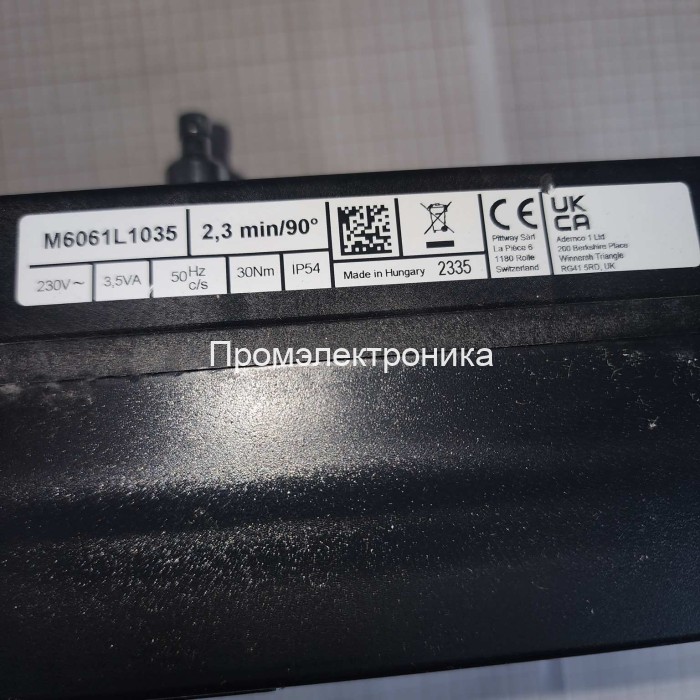 M6061L1035
2,3 min/90°
230V~
3,5VA
50 Hz c/s
30Nm
IP54
Made in Hungary 2335
CE
Pittway Sàrl
La Pièce 6
1180 Rolle
Switzerland
UK
CA
Ademco 1 Ltd
200 Berkshire Place
Winnersh Triangle
RG41 5RD, UK
Промэлектроника